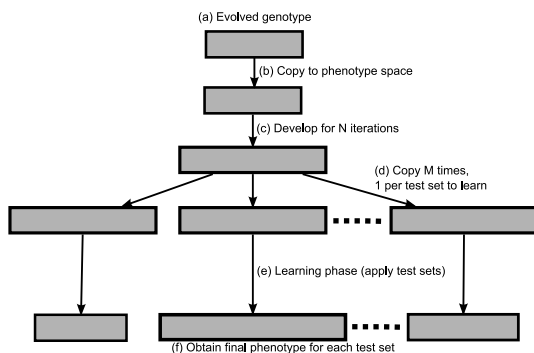 (a) Evolved genotype
(b) Copy to phenotype space
(c) Develop for N iterations
(d) Copy M times,
1 per test set to learn
(e) Learning phase (apply test sets)
(f) Obtain final phenotype for each test set